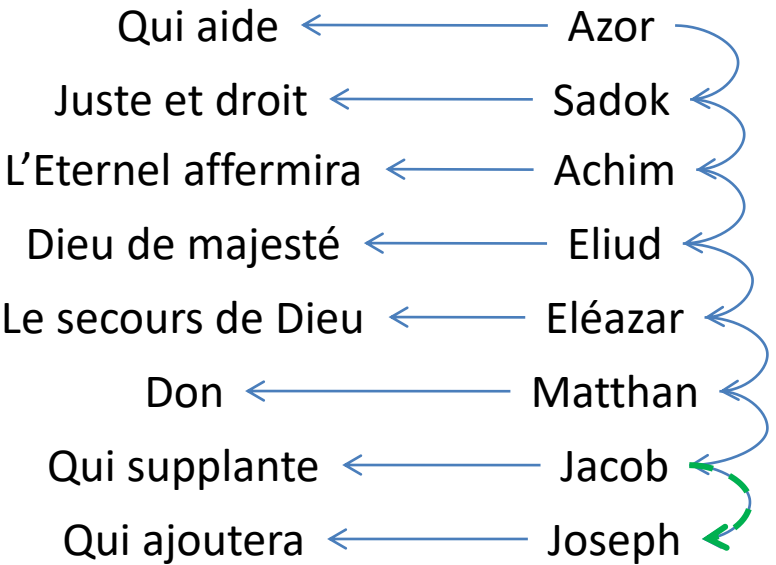 Qui aide Azor
Juste et droit Sadok
L’Eternel affermira Achim
Dieu de majesté Eliud
Le secours de Dieu Eléazar
Don Matthan
Qui supplante Jacob
Qui ajoutera Joseph